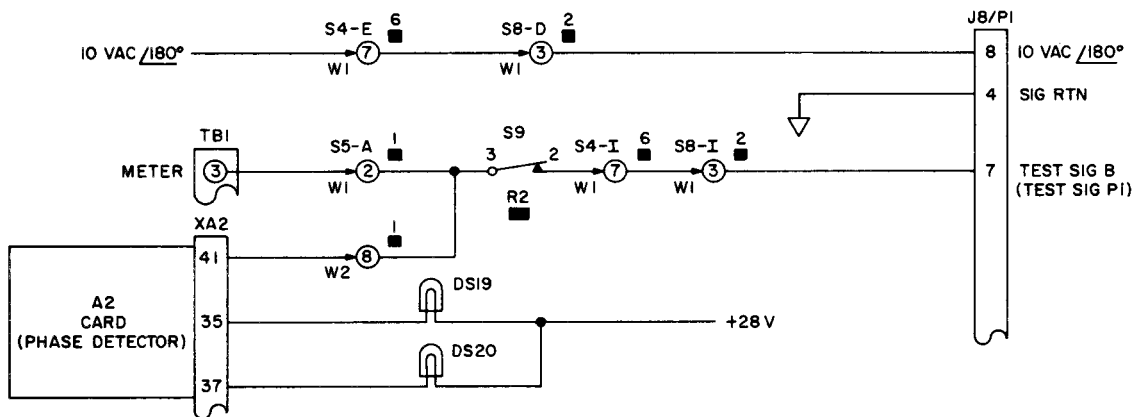 S4-E 6 S8-D 2 J8/P1
10 VAC /180° 7 3 8 10 VAC /180°
W1 W1
4 SIG RTN
TB1 S5-A 1 S9 S4-I 6 S8-I 2
METER 3 2 3 2 7 3 7 TEST SIG B
W1 W1 W1 (TEST SIG P1)
R2
XA2 1
41 8
W2
DS19
A2
CARD
(PHASE DETECTOR)
35 +28 V
DS20
37